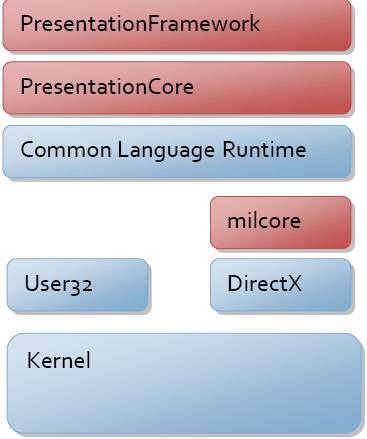 PresentationFramework
PresentationCore
Common Language Runtime
milcore
User32
DirectX
Kernel